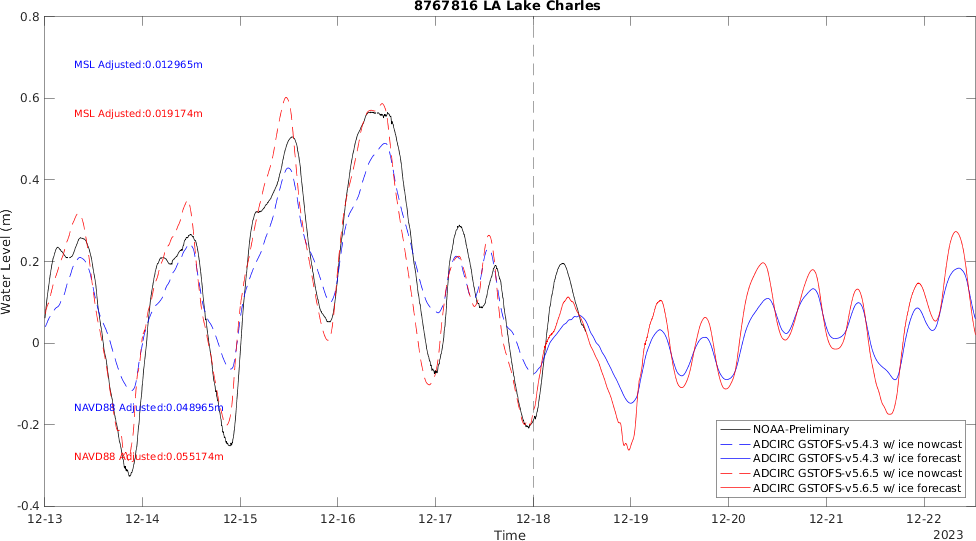 8767816 LA Lake Charles
0.8
MSL Adjusted:0.012965m
0.6
MSL Adjusted:0.019174m
0.4
0.2
Water Level (m)
0
NAVD88 Adjusted:0.048965m
-0.2
NAVD88 Adjusted:0.055174m
NOAA-Preliminary
ADCIRC GSTOFS-v5.4.3 w/ ice nowcast
ADCIRC GSTOFS-v5.4.3 w/ ice forecast
ADCIRC GSTOFS-v5.6.5 w/ ice nowcast
ADCIRC GSTOFS-v5.6.5 w/ ice forecast
-0.4
12-13 12-14 12-15 12-16 12-17 12-18 12-19 12-20 12-21 12-22
Time
2023